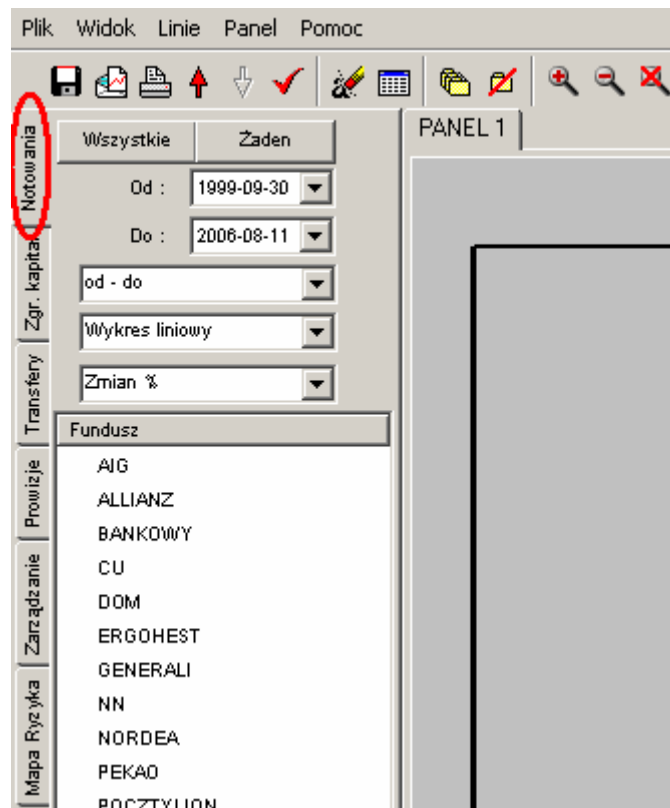 Plik Widok Linie Panel Pomoc
Notowania
Zgr. kapitał
Transfery
Prowizje
Zarządzanie
Mapa Ryzyka
Wszystkie Żaden
Od : 1999-09-30
Do : 2006-08-11
od - do
Wykres liniowy
Zmian %
Fundusz
AIG
ALLIANZ
BANKOWY
CU
DOM
ERGOHEST
GENERALI
NN
NORDEA
PEKAO
POCZTYLION
PANEL 1